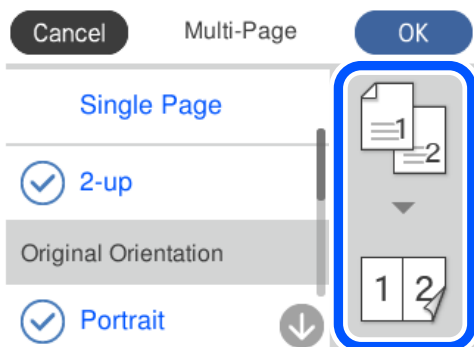 Cancel Multi-Page OK
Single Page
2-up
Original Orientation
Portrait
1
2
1 2